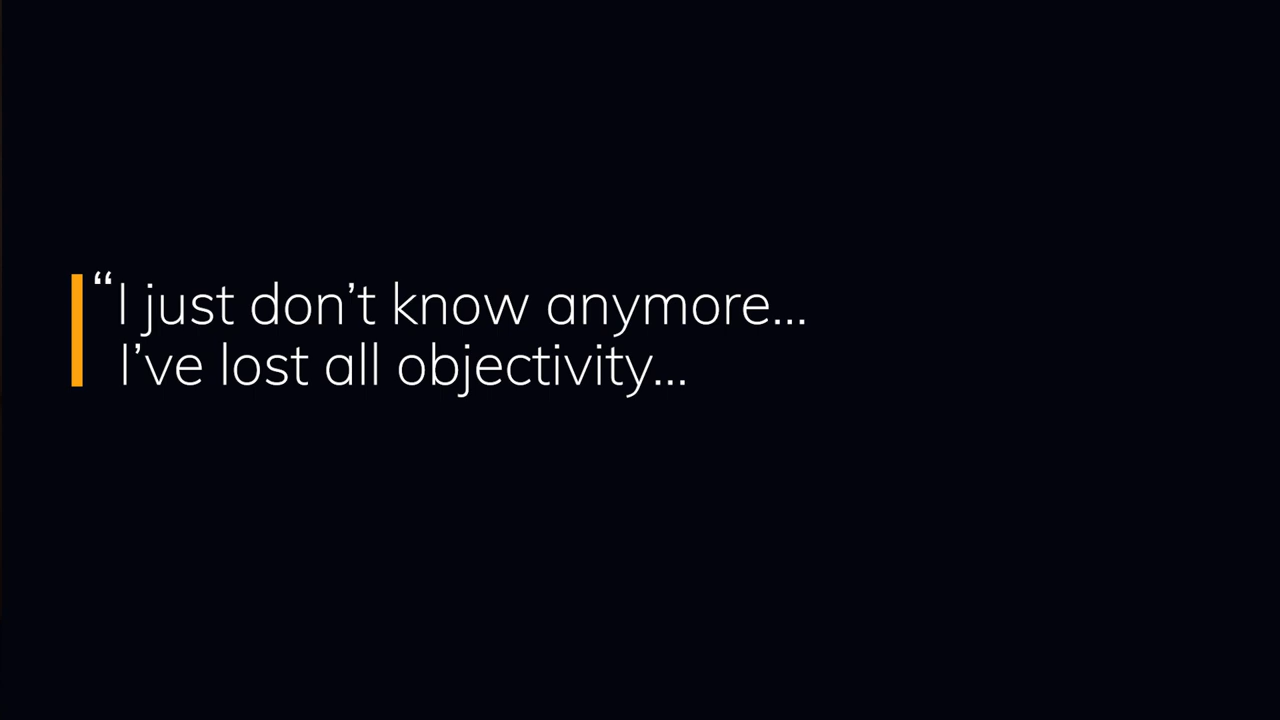 “I just don’t know anymore...
I’ve lost all objectivity...